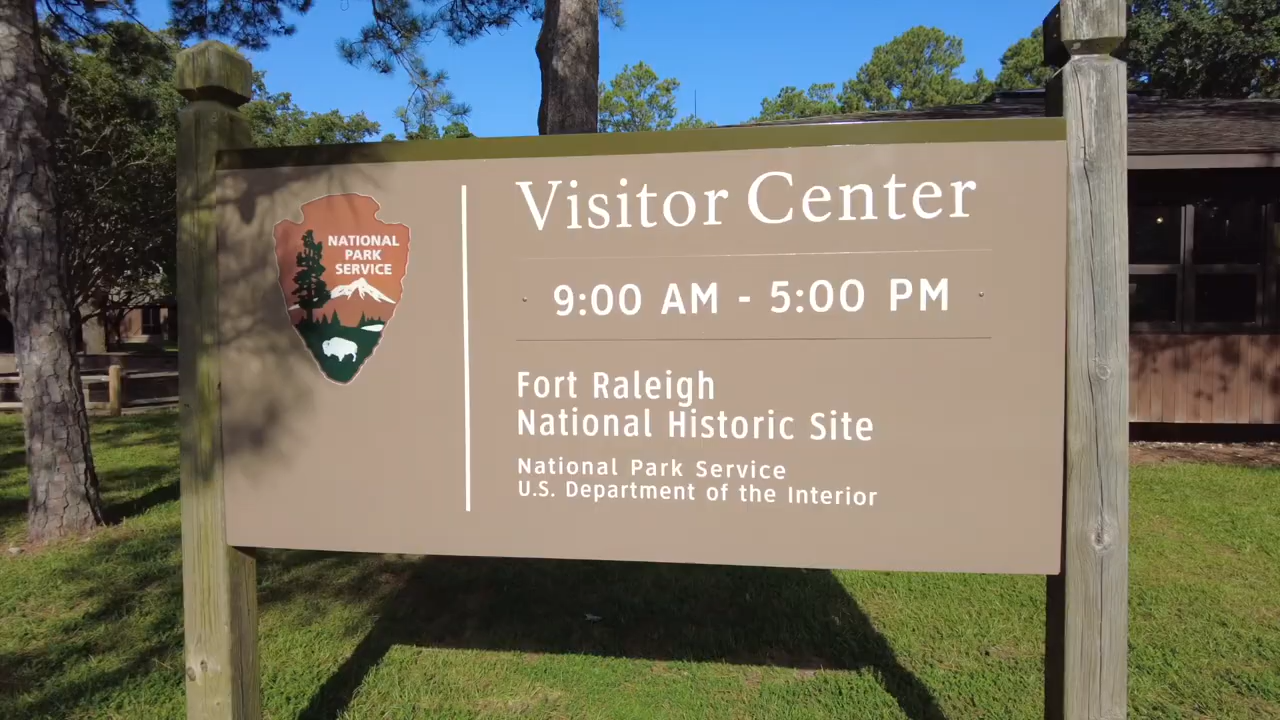 NATIONAL
PARK
SERVICE
Visitor Center
9:00 AM - 5:00 PM
Fort Raleigh
National Historic Site
National Park Service
U.S. Department of the Interior